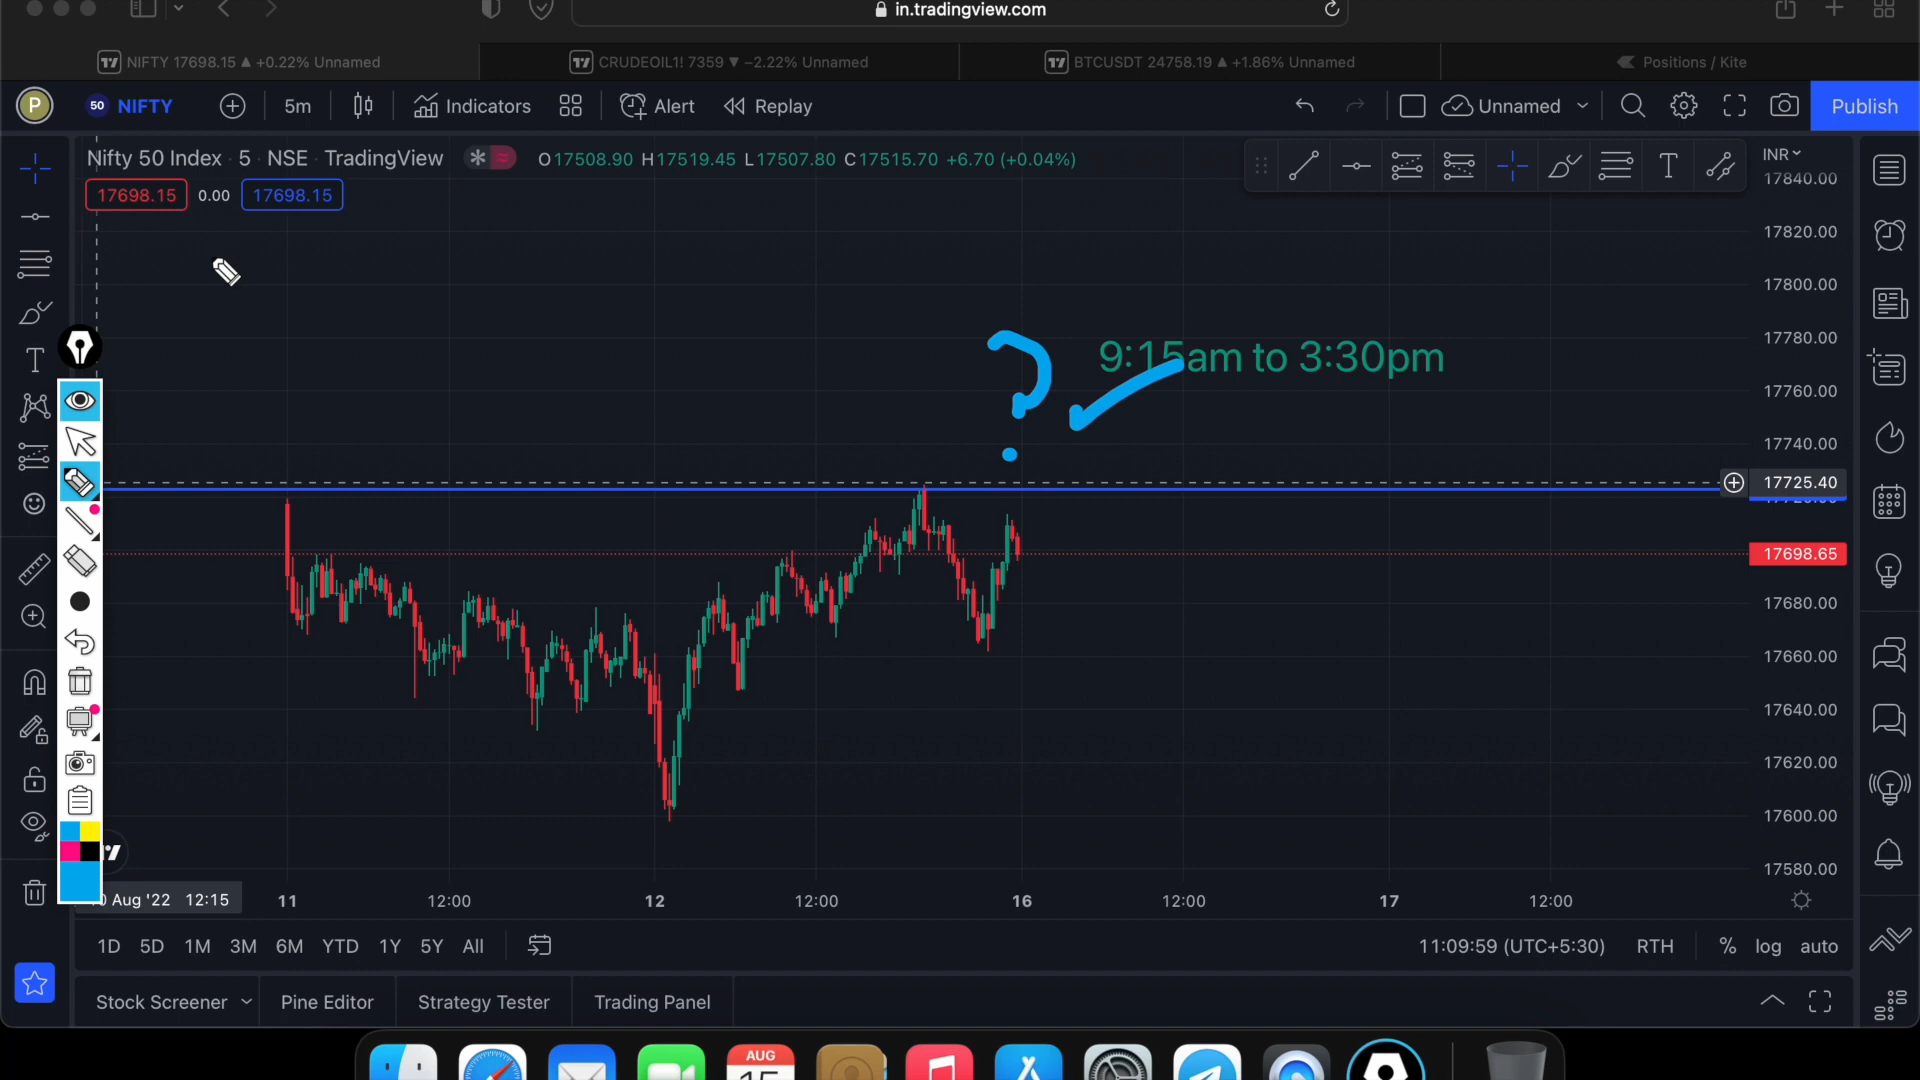 in.tradingview.com
NIFTY 17698.15 ▲ +0.22% Unnamed
CRUDEOIL1! 7359 ▼ −2.22% Unnamed
BTCUSDT 24758.19 ▲ +1.86% Unnamed
Positions / Kite
P
50 NIFTY
5m
Indicators
Alert
Replay
Unnamed
Publish
Nifty 50 Index · 5 · NSE · TradingView
O17508.90 H17519.45 L17507.80 C17515.70 +6.70 (+0.04%)
INR
17698.15
0.00
17698.15
17840.00
17820.00
17800.00
?
9:15am to 3:30pm
17780.00
17760.00
17740.00
17725.40
17698.65
17680.00
17660.00
17640.00
17620.00
17600.00
17580.00
Aug '22 12:15
11
12:00
12
12:00
16
12:00
17
12:00
1D
5D
1M
3M
6M
YTD
1Y
5Y
All
11:09:59 (UTC+5:30)
RTH
%
log
auto
Stock Screener
Pine Editor
Strategy Tester
Trading Panel
AUG